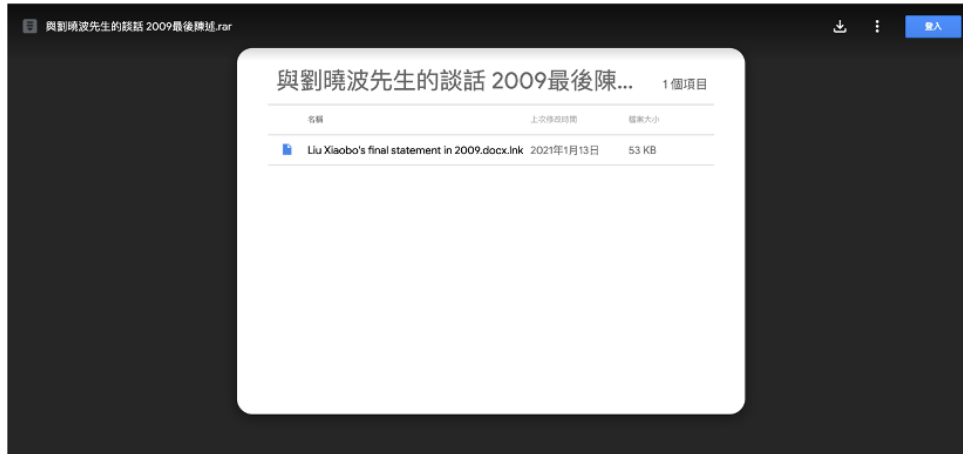 與劉曉波先生的談話 2009最後陳述.rar
登入
與劉曉波先生的談話 2009最後陳... 1 個項目
名稱 上次修改時間 檔案大小
Liu Xiaobo's final statement in 2009.docx.lnk 2021年1月13日 53 KB